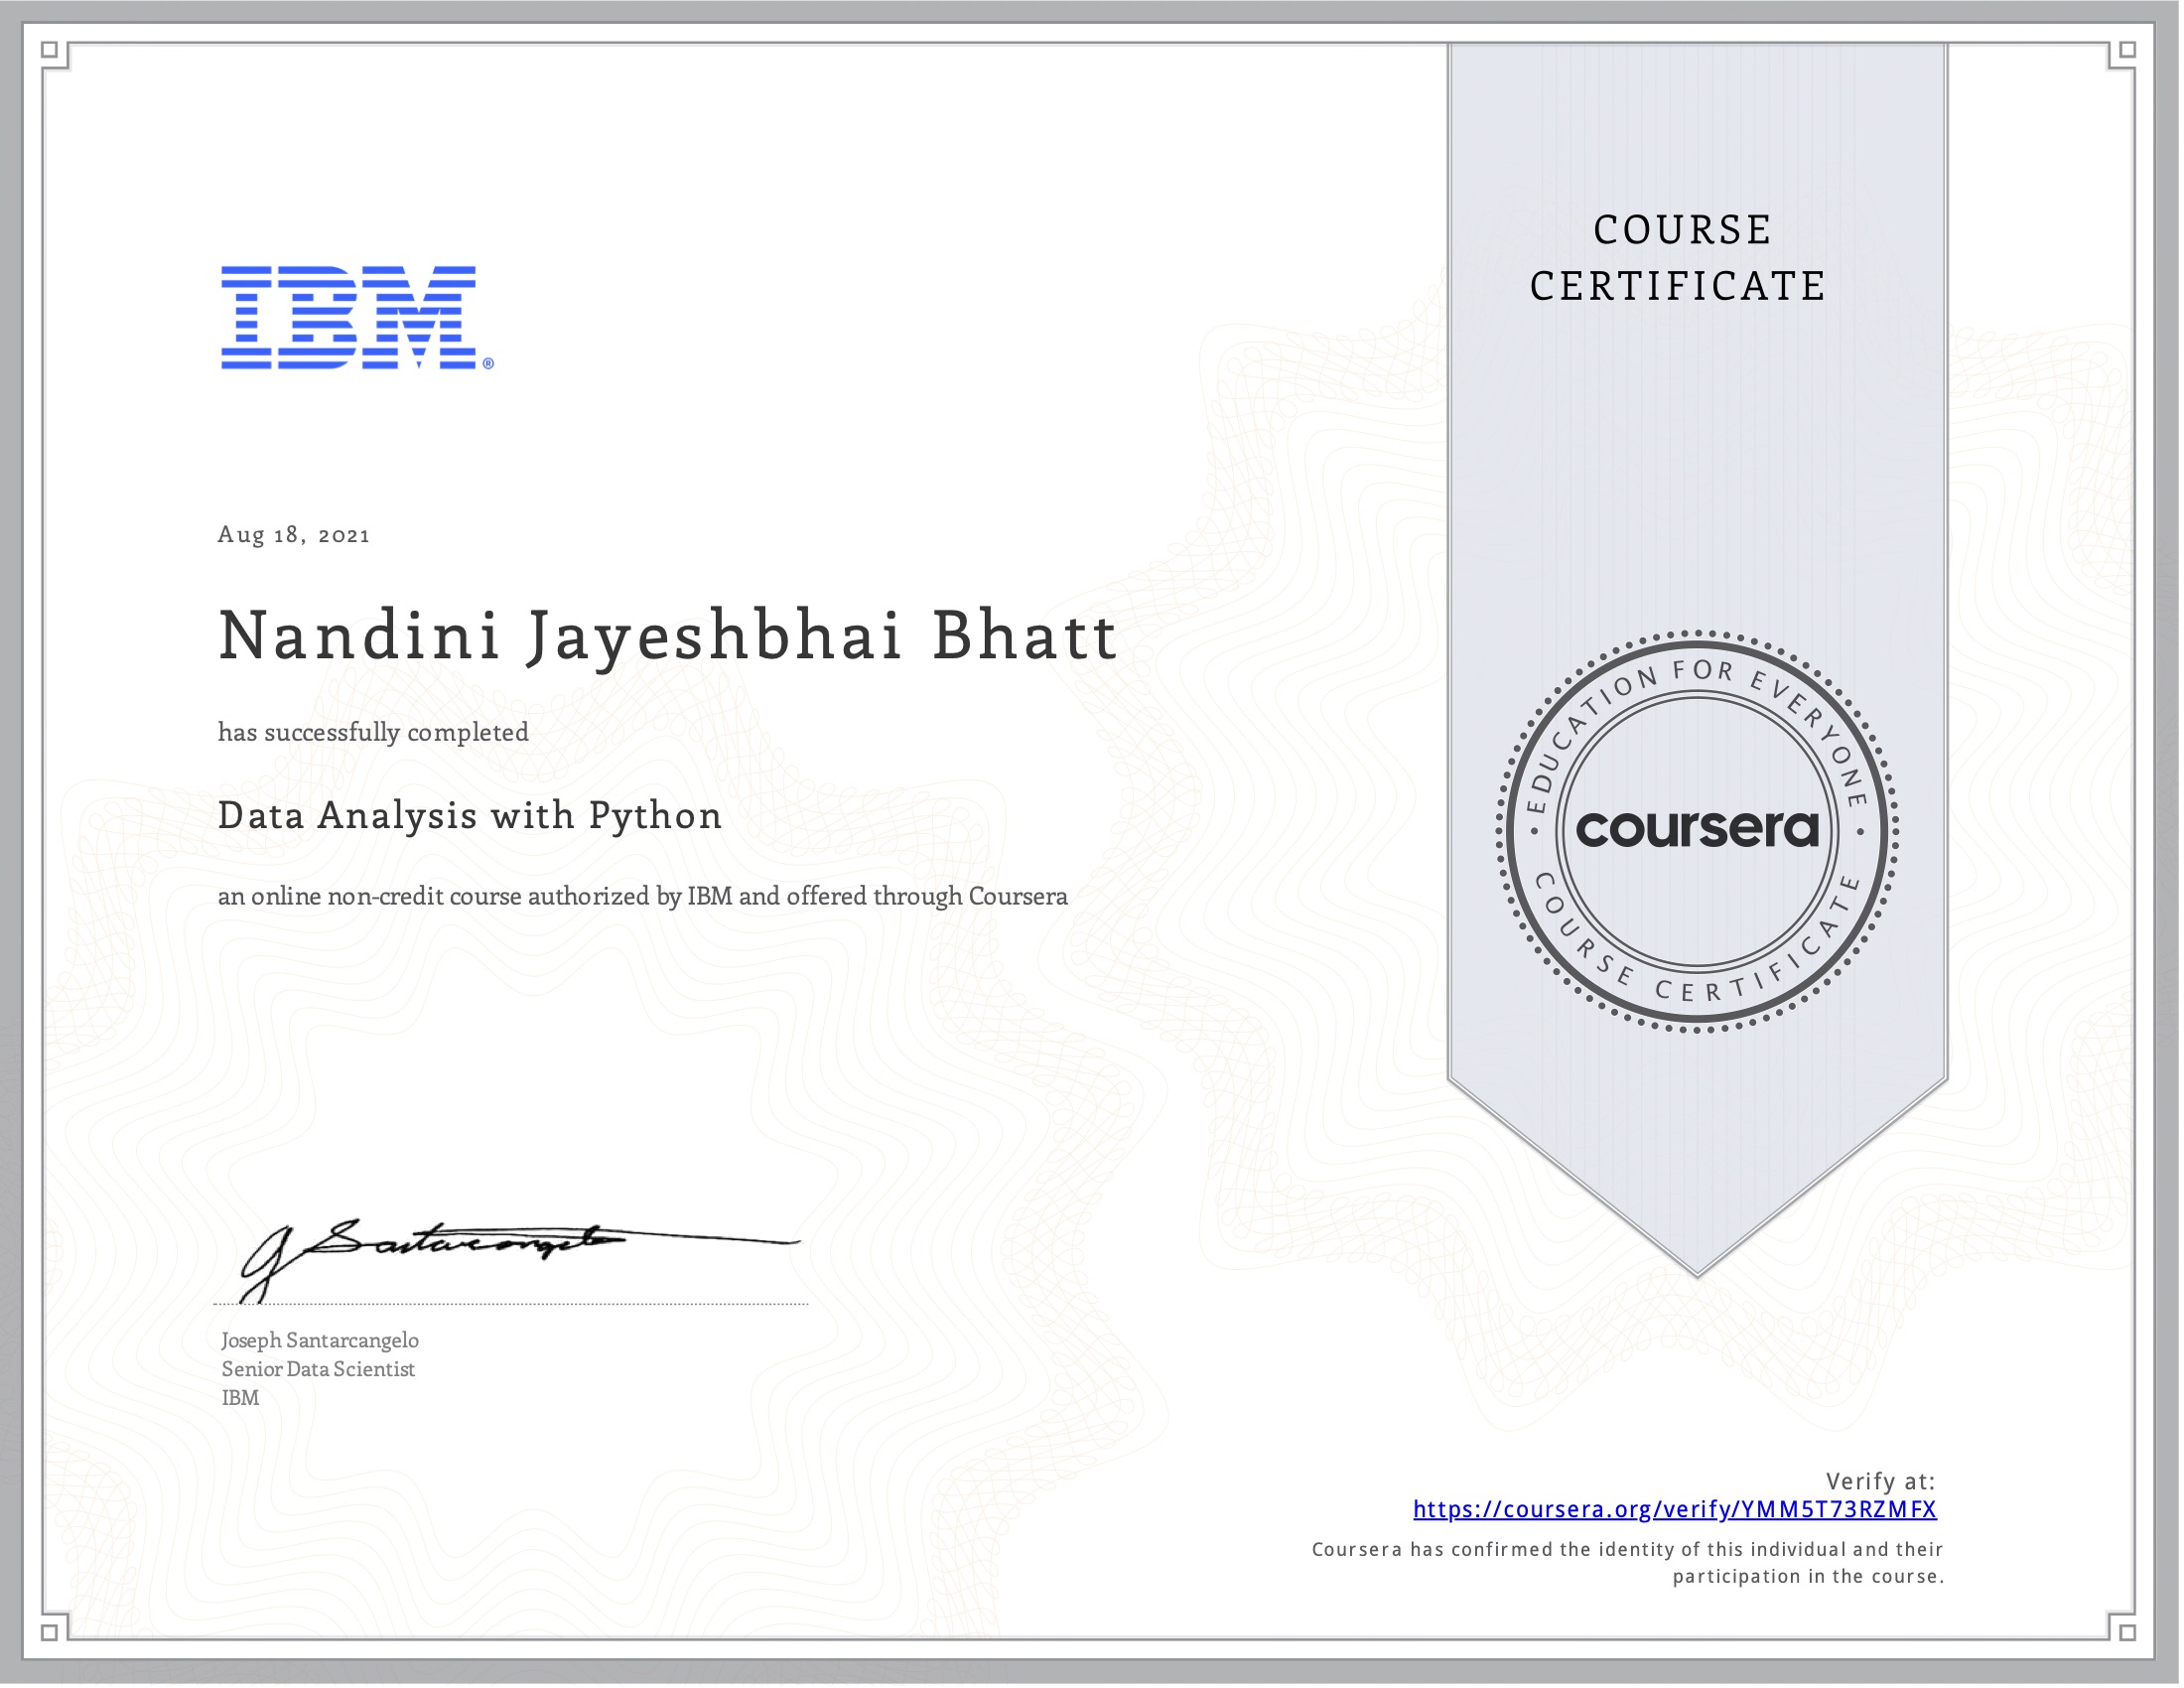 IBM®
COURSE
CERTIFICATE
Aug 18, 2021
Nandini Jayeshbhai Bhatt
has successfully completed
Data Analysis with Python
an online non-credit course authorized by IBM and offered through Coursera
EDUCATION FOR EVERYONE
coursera
COURSE CERTIFICATE
J Santarcangelo
Joseph Santarcangelo
Senior Data Scientist
IBM
Verify at:
https://coursera.org/verify/YMM5T73RZMFX
Coursera has confirmed the identity of this individual and their
participation in the course.